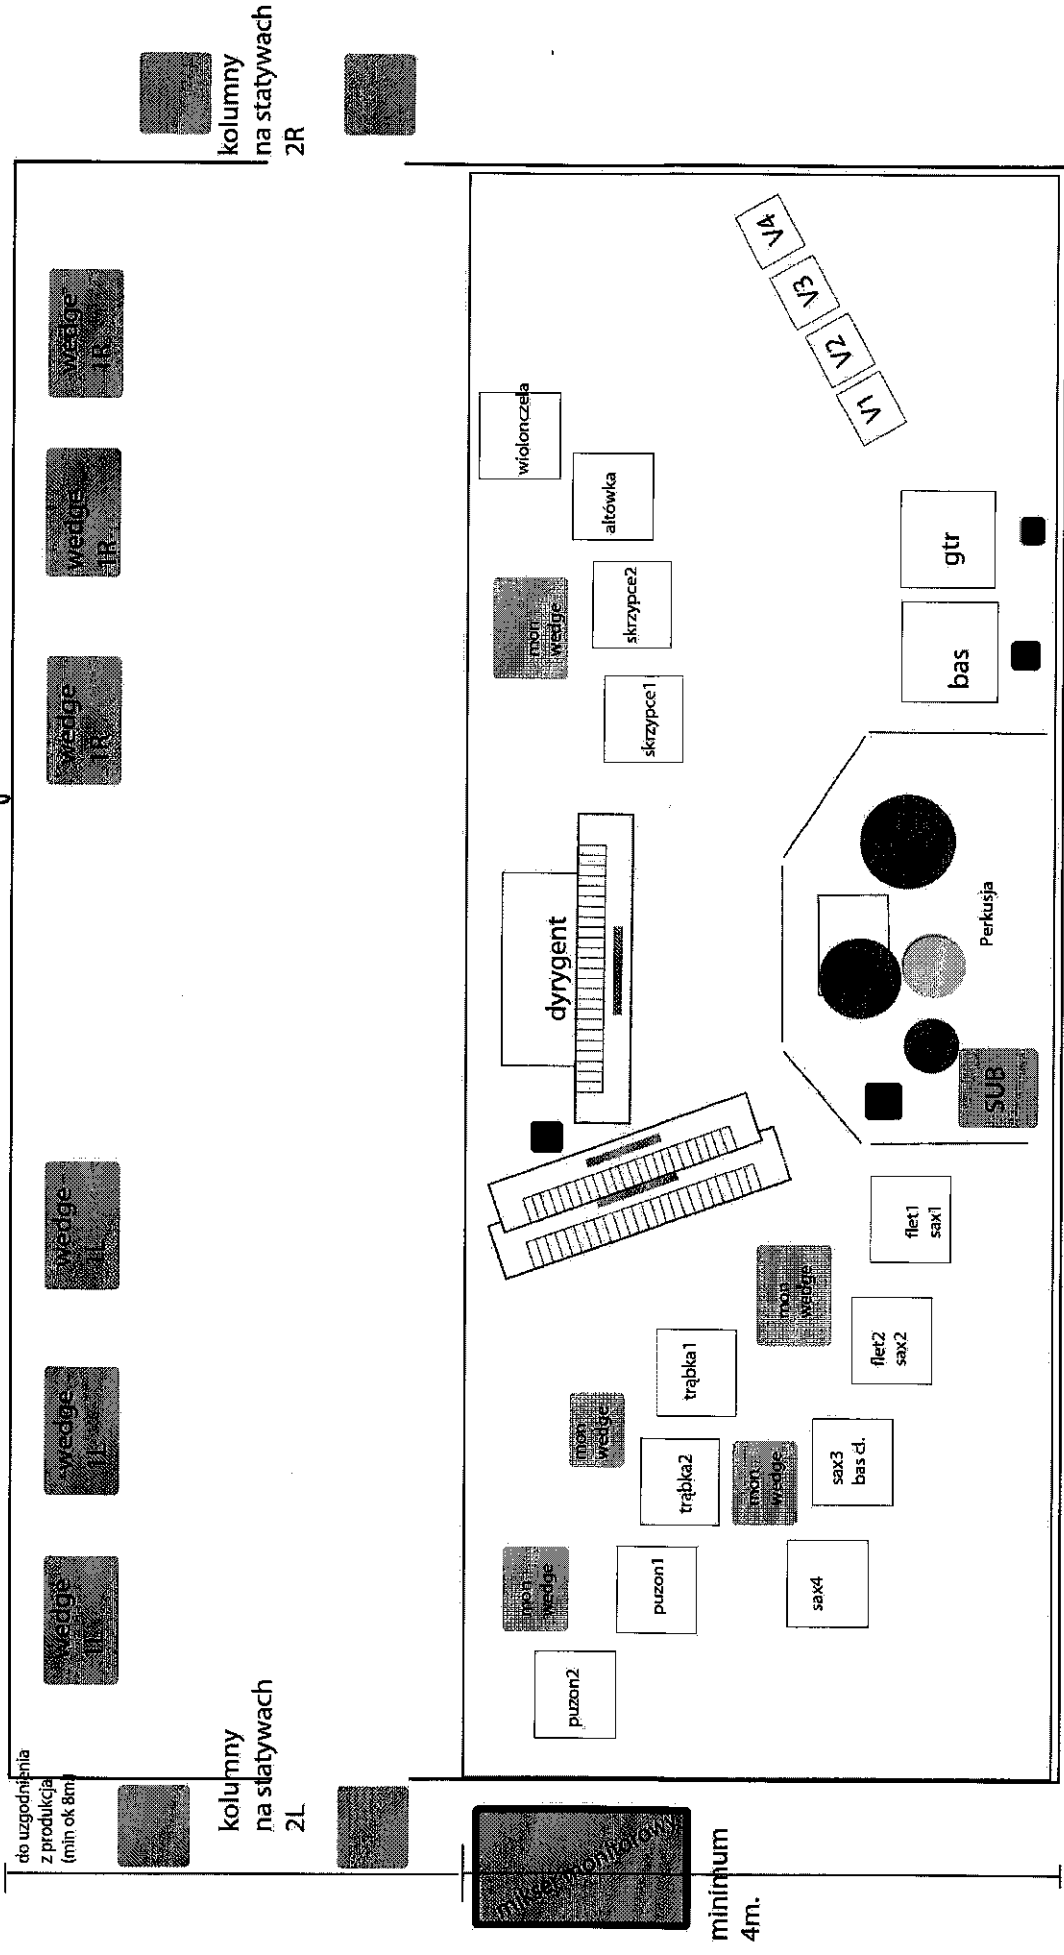 do uzgodnienia
z produkcją
(min ok 8m)
kolumny
na statywach
2L
wedge
1L
wedge
1L
wedge
1L
wedge
1R
wedge
1R
wedge
1R
kolumny
na statywach
2R
mikser monitorowy
minimum
4m.
puzon2
mon
wedge
puzon1
mon
wedge
trąbka2
trąbka1
mon
wedge
mon
wedge
sax4
sax3
bas cl.
flet2
sax2
flet1
sax1
dyrygent
SUB
Perkusja
mon
wedge
skrzypce1
skrzypce2
altówka
wiolonczela
bas
gtr
V1
V2
V3
V4